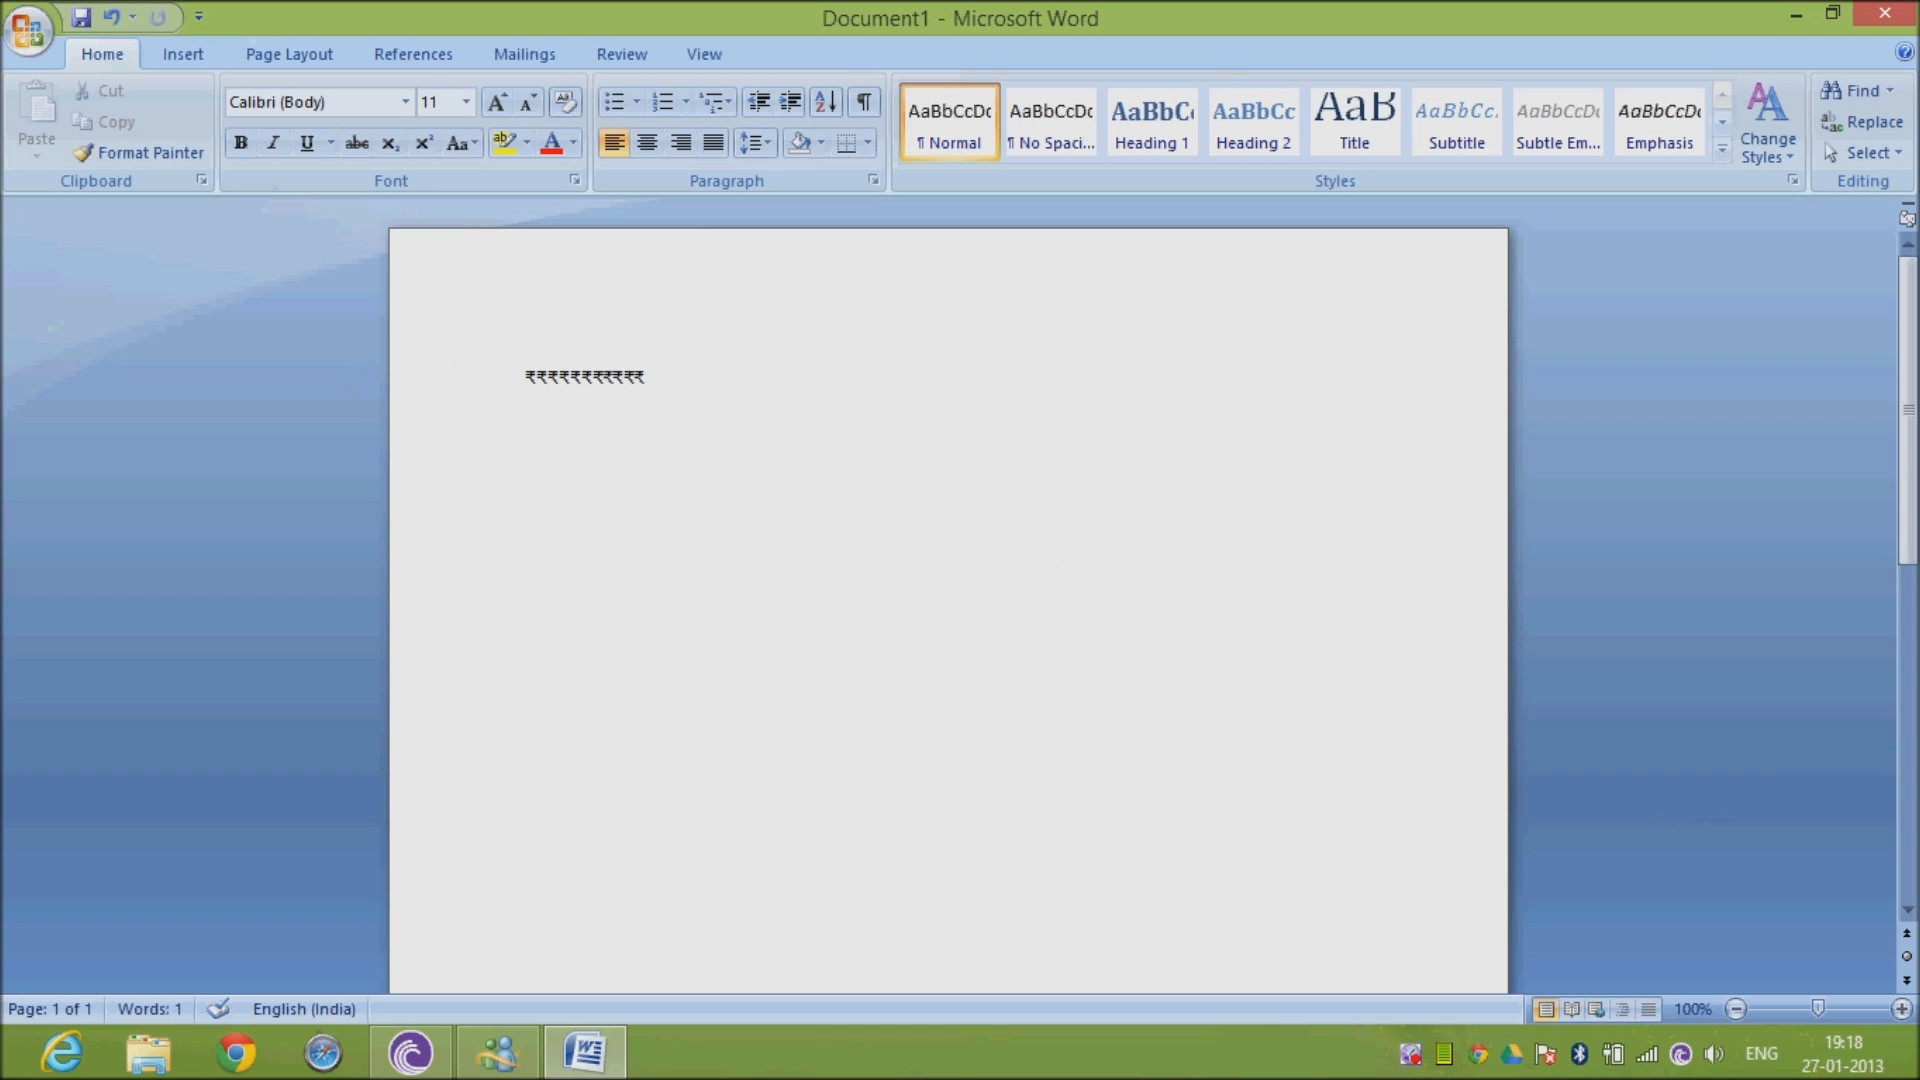 Document1 - Microsoft Word
Home Insert Page Layout References Mailings Review View
Paste
Cut
Copy
Format Painter
Clipboard
Calibri (Body) 11
Font
Paragraph
AaBbCcDc AaBbCcDc AaBbC AaBbCc AaB AaBbCc. AaBbCcDc AaBbCcDc
¶ Normal ¶ No Spaci... Heading 1 Heading 2 Title Subtitle Subtle Em... Emphasis
Change Styles
Styles
Find
Replace
Select
Editing
₹₹₹₹₹₹₹₹₹₹₹
Page: 1 of 1 Words: 1 English (India) 100%
ENG
19:18
27-01-2013